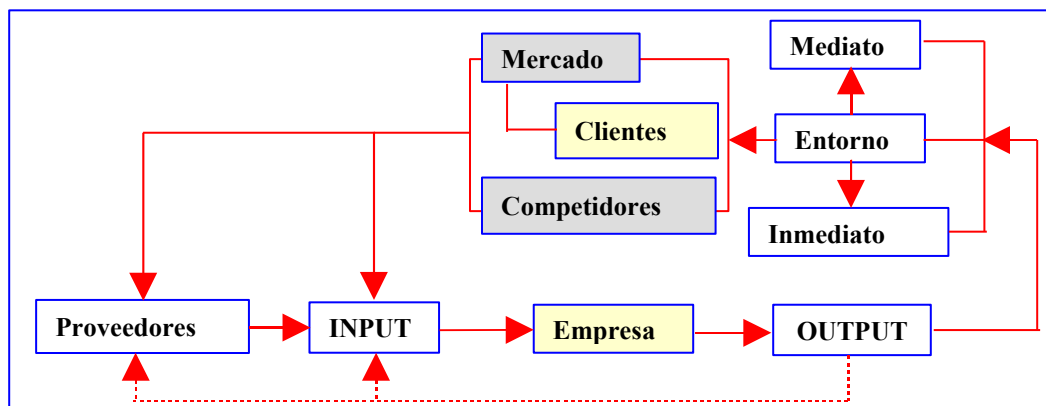 Mediato
Mercado
Clientes
Entorno
Competidores
Inmediato
Proveedores
INPUT
Empresa
OUTPUT